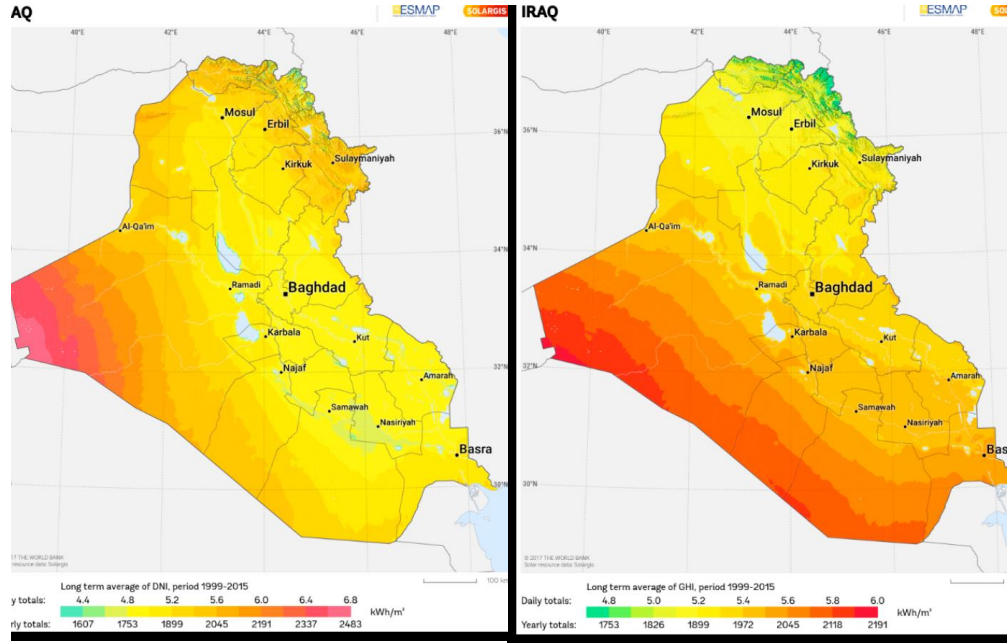 AQ
ESMAP
SOLARGIS
40°E
42°
44°
46°
48°E
Mosul
Erbil
36°N
Kirkuk
Sulaymaniyah
Al-Qa'im
34°N
Ramadi
Baghdad
Karbala
Kut
32°N
Najaf
Amarah
Samawah
Nasiriyah
Basra
30°N
17 THE WORLD BANK
resource data: Solargis
100 km
Long term average of DNI, period 1999-2015
y totals: 4.4 4.8 5.2 5.6 6.0 6.4 6.8
kWh/m²
rly totals: 1607 1753 1899 2045 2191 2337 2483
IRAQ
ESMAP
SOL
40°E
42°
44°
46°
48°E
Mosul
Erbil
36°N
Kirkuk
Sulaymaniyah
Al-Qa'im
34°N
Ramadi
Baghdad
Karbala
Kut
32°N
Najaf
Amarah
Samawah
Nasiriyah
Bas
30°N
© 2017 THE WORLD BANK
Solar resource data: Solargis
Long term average of GHI, period 1999-2015
Daily totals: 4.8 5.0 5.2 5.4 5.6 5.8 6.0
kWh/m²
Yearly totals: 1753 1826 1899 1972 2045 2118 2191